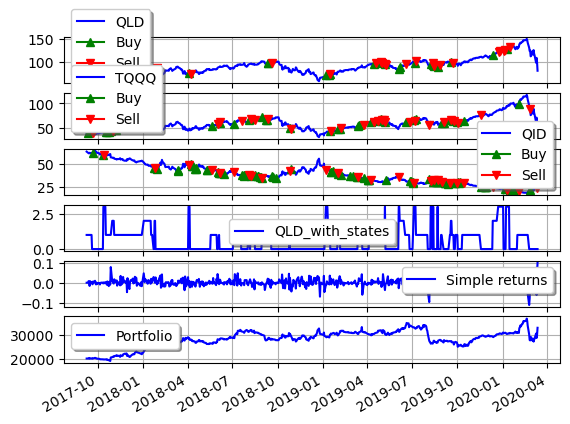 QLD
Buy
Sell
150
100
TQQQ
Buy
Sell
100
50
QID
Buy
Sell
50
25
2.5
0.0
QLD_with_states
0.1
0.0
−0.1
Simple returns
30000
20000
Portfolio
2017-10
2018-01
2018-04
2018-07
2018-10
2019-01
2019-04
2019-07
2019-10
2020-01
2020-04